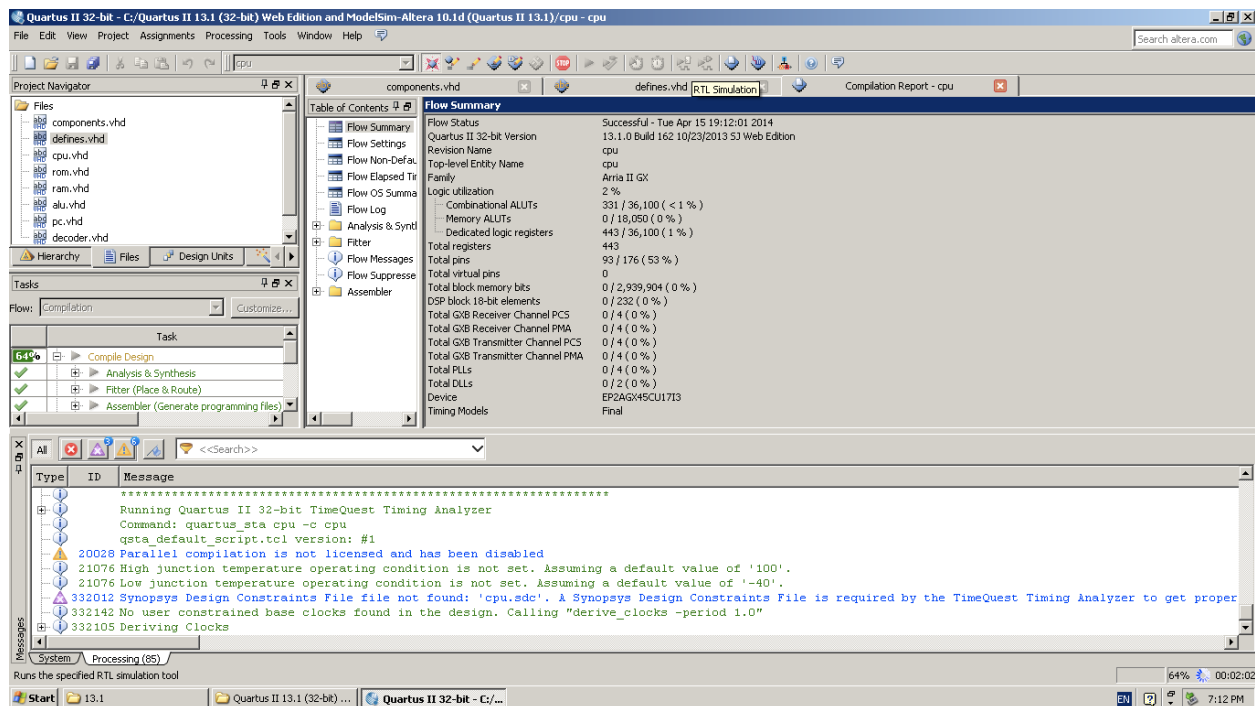 Quartus II 32-bit - C:/Quartus II 13.1 (32-bit) Web Edition and ModelSim-Altera 10.1d (Quartus II 13.1)/cpu - cpu
File Edit View Project Assignments Processing Tools Window Help
Search altera.com
cpu
Project Navigator
Files
components.vhd
defines.vhd
cpu.vhd
rom.vhd
ram.vhd
alu.vhd
pc.vhd
decoder.vhd
Hierarchy Files Design Units
Tasks
Flow: Compilation Customize...
Task
64% Compile Design
Analysis & Synthesis
Fitter (Place & Route)
Assembler (Generate programming files)
components.vhd defines.vhd RTL Simulation Compilation Report - cpu
Table of Contents
Flow Summary
Flow Settings
Flow Non-Defau
Flow Elapsed Tir
Flow OS Summa
Flow Log
Analysis & Synth
Fitter
Flow Messages
Flow Suppresse
Assembler
Flow Summary
Flow Status Successful - Tue Apr 15 19:12:01 2014
Quartus II 32-bit Version 13.1.0 Build 162 10/23/2013 SJ Web Edition
Revision Name cpu
Top-level Entity Name cpu
Family Arria II GX
Logic utilization 2 %
Combinational ALUTs 331 / 36,100 ( < 1 % )
Memory ALUTs 0 / 18,050 ( 0 % )
Dedicated logic registers 443 / 36,100 ( 1 % )
Total registers 443
Total pins 93 / 176 ( 53 % )
Total virtual pins 0
Total block memory bits 0 / 2,939,904 ( 0 % )
DSP block 18-bit elements 0 / 232 ( 0 % )
Total GXB Receiver Channel PCS 0 / 4 ( 0 % )
Total GXB Receiver Channel PMA 0 / 4 ( 0 % )
Total GXB Transmitter Channel PCS 0 / 4 ( 0 % )
Total GXB Transmitter Channel PMA 0 / 4 ( 0 % )
Total PLLs 0 / 4 ( 0 % )
Total DLLs 0 / 2 ( 0 % )
Device EP2AGX45CU17I3
Timing Models Final
All <<Search>>
Type ID Message
*******************************************************************
Running Quartus II 32-bit TimeQuest Timing Analyzer
Command: quartus_sta cpu -c cpu
qsta_default_script.tcl version: #1
20028 Parallel compilation is not licensed and has been disabled
21076 High junction temperature operating condition is not set. Assuming a default value of '100'.
21076 Low junction temperature operating condition is not set. Assuming a default value of '-40'.
332012 Synopsys Design Constraints File file not found: 'cpu.sdc'. A Synopsys Design Constraints File is required by the TimeQuest Timing Analyzer to get proper
332142 No user constrained base clocks found in the design. Calling "derive_clocks -period 1.0"
332105 Deriving Clocks
Messages
System Processing (85)
Runs the specified RTL simulation tool
64% 00:02:02
Start 13.1 Quartus II 13.1 (32-bit) ... Quartus II 32-bit - C:/... EN 7:12 PM